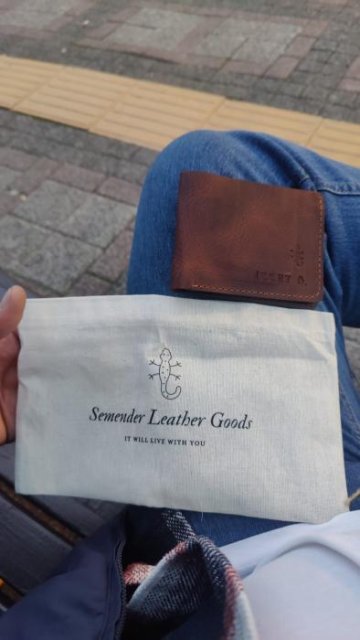 Semender Leather Goods
IT WILL LIVE WITH YOU